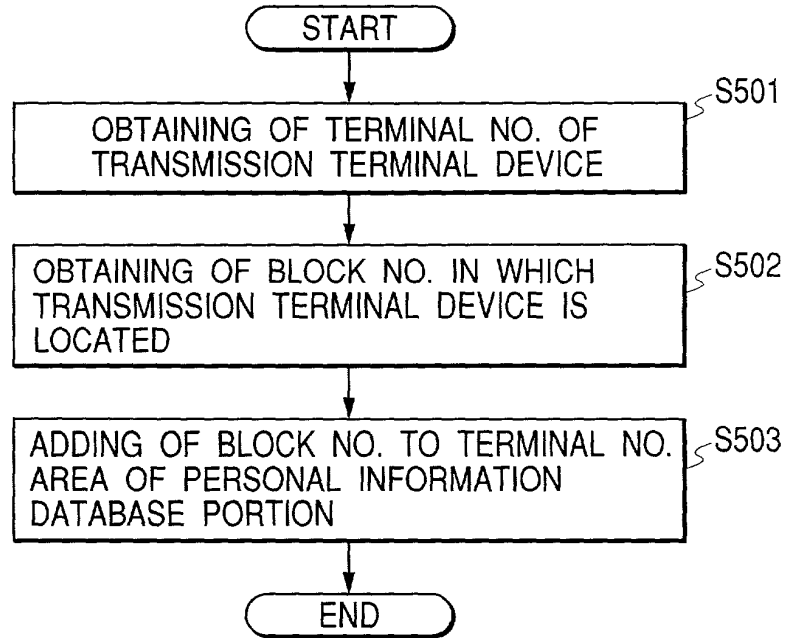 START
S501
OBTAINING OF TERMINAL NO. OF
TRANSMISSION TERMINAL DEVICE
S502
OBTAINING OF BLOCK NO. IN WHICH
TRANSMISSION TERMINAL DEVICE IS
LOCATED
S503
ADDING OF BLOCK NO. TO TERMINAL NO.
AREA OF PERSONAL INFORMATION
DATABASE PORTION
END